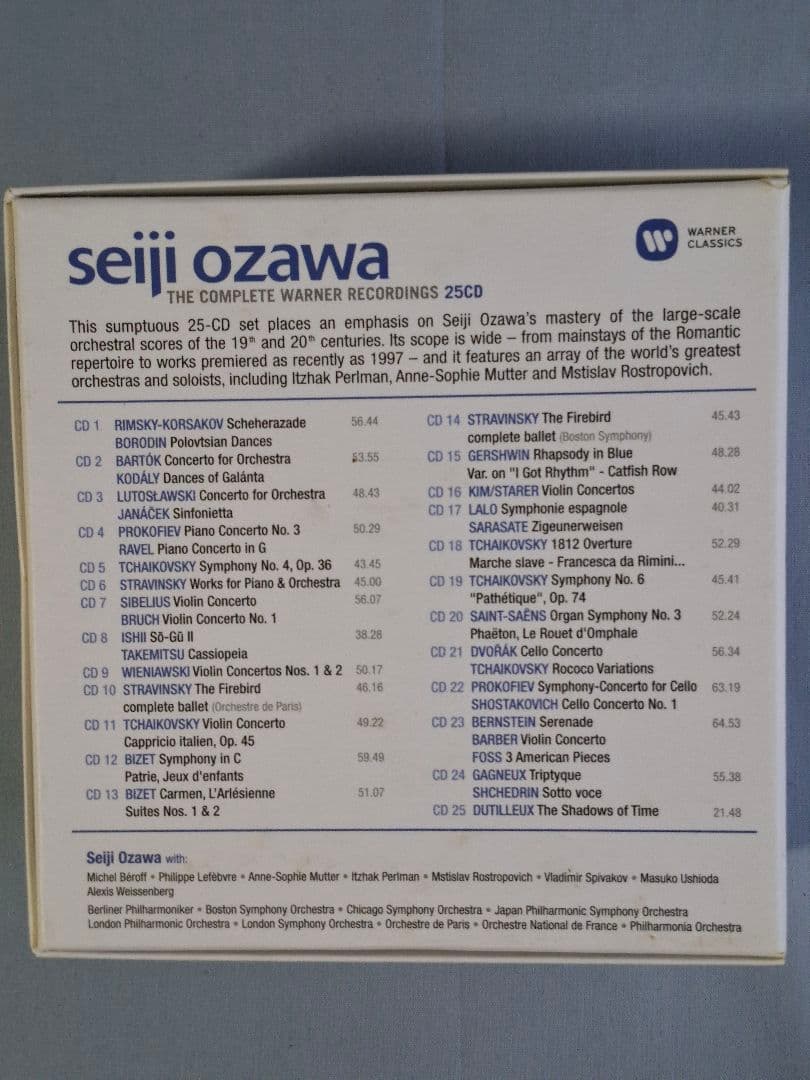 seiji ozawa
THE COMPLETE WARNER RECORDINGS 25CD
WARNER
CLASSICS
This sumptuous 25-CD set places an emphasis on Seiji Ozawa's mastery of the large-scale
orchestral scores of the 19th and 20th centuries. Its scope is wide – from mainstays of the Romantic
repertoire to works premiered as recently as 1997 – and it features an array of the world's greatest
orchestras and soloists, including Itzhak Perlman, Anne-Sophie Mutter and Mstislav Rostropovich.
CD 1 RIMSKY-KORSAKOV Scheherazade 56.44
BORODIN Polovtsian Dances
CD 2 BARTÓK Concerto for Orchestra 53.55
KODÁLY Dances of Galánta
CD 3 LUTOSŁAWSKI Concerto for Orchestra 48.43
JANÁČEK Sinfonietta
CD 4 PROKOFIEV Piano Concerto No. 3 50.29
RAVEL Piano Concerto in G
CD 5 TCHAIKOVSKY Symphony No. 4, Op. 36 43.45
CD 6 STRAVINSKY Works for Piano & Orchestra 45.00
CD 7 SIBELIUS Violin Concerto 56.07
BRUCH Violin Concerto No. 1
CD 8 ISHII Sō-Gū II 38.28
TAKEMITSU Cassiopeia
CD 9 WIENIAWSKI Violin Concertos Nos. 1 & 2 50.17
CD 10 STRAVINSKY The Firebird 46.16
complete ballet (Orchestre de Paris)
CD 11 TCHAIKOVSKY Violin Concerto 49.22
Cappricio italien, Op. 45
CD 12 BIZET Symphony in C 59.49
Patrie, Jeux d'enfants
CD 13 BIZET Carmen, L'Arlésienne 51.07
Suites Nos. 1 & 2
CD 14 STRAVINSKY The Firebird 45.43
complete ballet (Boston Symphony)
CD 15 GERSHWIN Rhapsody in Blue 48.28
Var. on "I Got Rhythm" - Catfish Row
CD 16 KIM/STARER Violin Concertos 44.02
CD 17 LALO Symphonie espagnole 40.31
SARASATE Zigeunerweisen
CD 18 TCHAIKOVSKY 1812 Overture 52.29
Marche slave - Francesca da Rimini...
CD 19 TCHAIKOVSKY Symphony No. 6 45.41
"Pathétique", Op. 74
CD 20 SAINT-SAËNS Organ Symphony No. 3 52.24
Phaëton, Le Rouet d'Omphale
CD 21 DVOŘÁK Cello Concerto 56.34
TCHAIKOVSKY Rococo Variations
CD 22 PROKOFIEV Symphony-Concerto for Cello 63.19
SHOSTAKOVICH Cello Concerto No. 1
CD 23 BERNSTEIN Serenade 64.53
BARBER Violin Concerto
FOSS 3 American Pieces
CD 24 GAGNEUX Triptyque 55.38
SHCHEDRIN Sotto voce
CD 25 DUTILLEUX The Shadows of Time 21.48
Seiji Ozawa with:
Michel Béroff • Philippe Lefèbvre • Anne-Sophie Mutter • Itzhak Perlman • Mstislav Rostropovich • Vladimir Spivakov • Masuko Ushioda
Alexis Weissenberg
Berliner Philharmoniker • Boston Symphony Orchestra • Chicago Symphony Orchestra • Japan Philharmonic Symphony Orchestra
London Philharmonic Orchestra • London Symphony Orchestra • Orchestre de Paris • Orchestre National de France • Philharmonia Orchestra